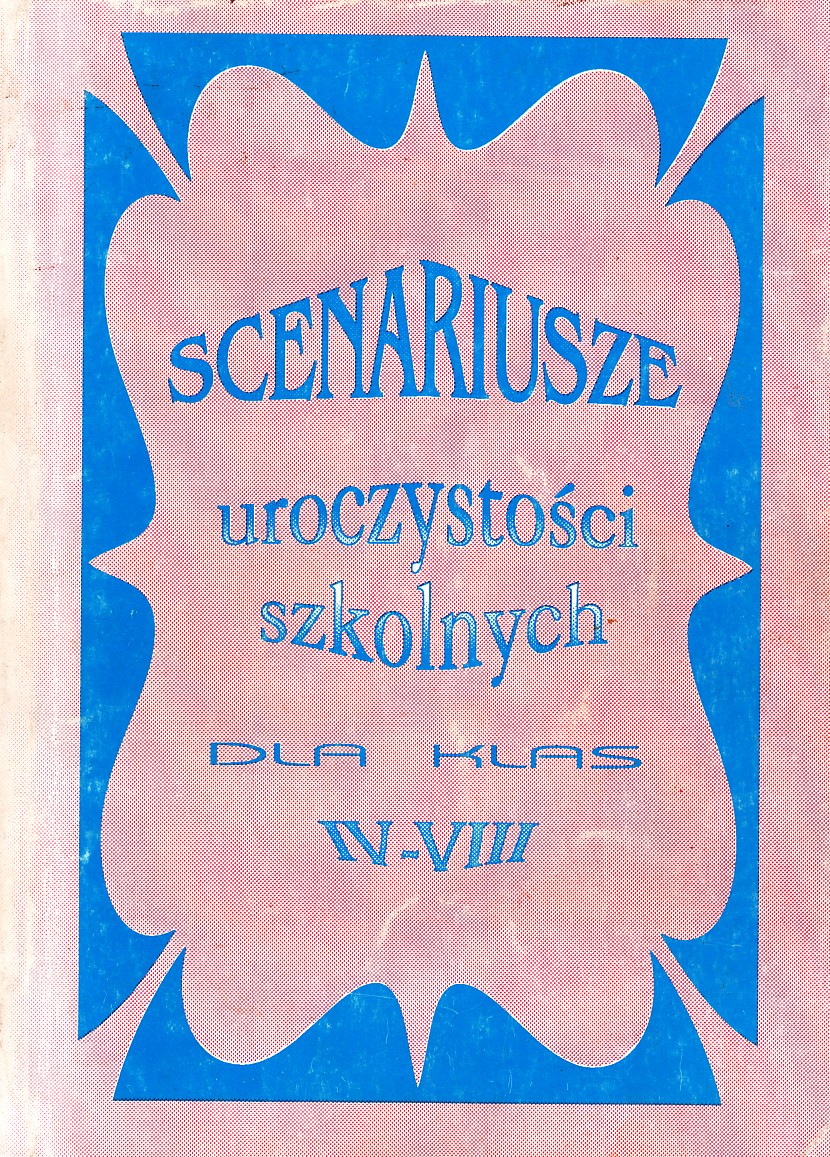 SCENARIUSZE
uroczystości
szkolnych
DLA KLAS
IV-VIII